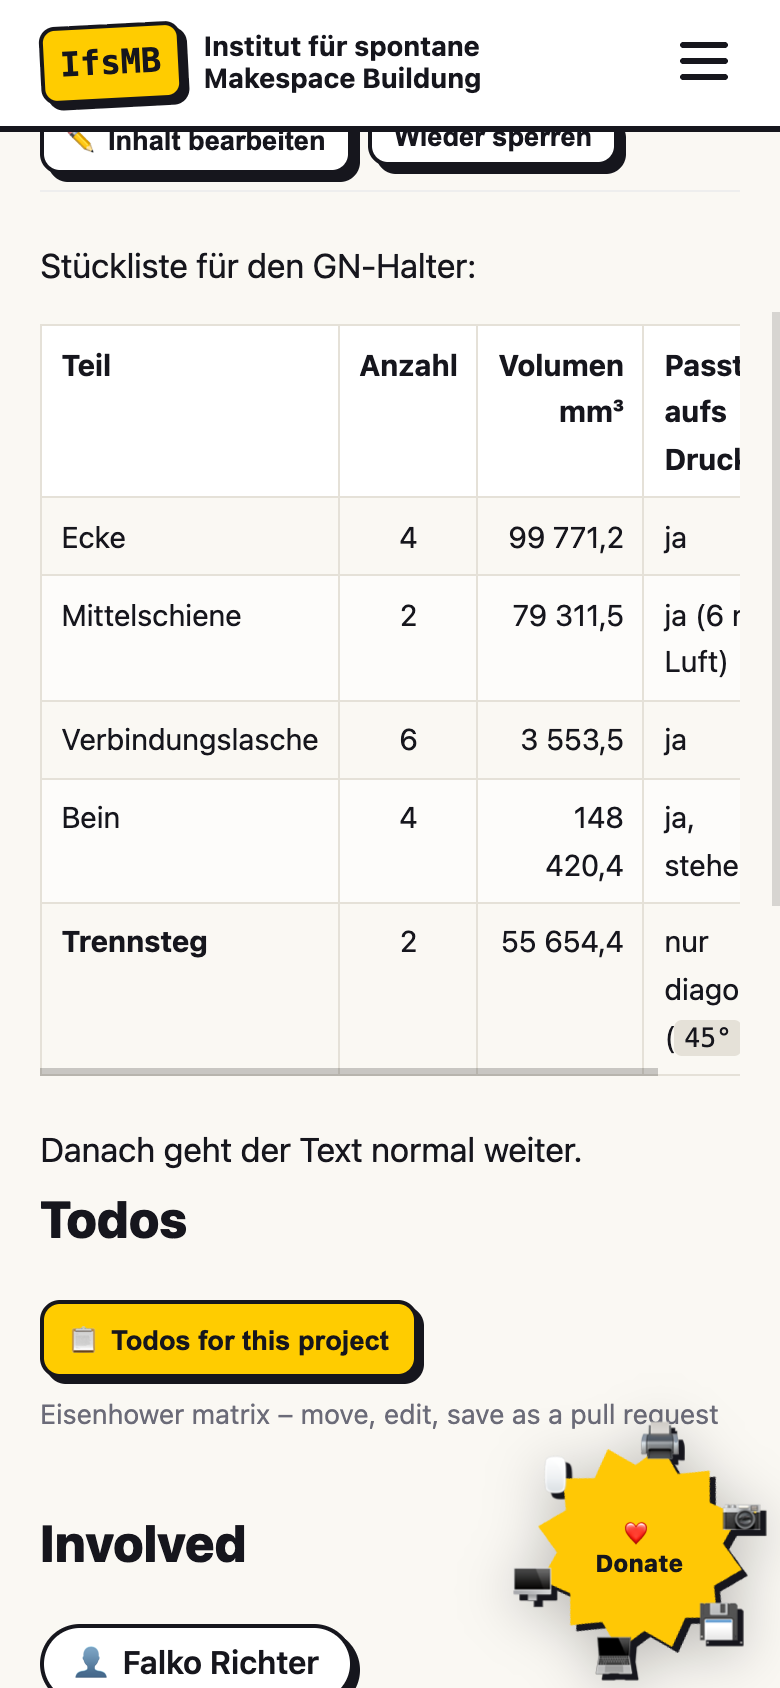 IfsMB
Institut für spontane
Makespace Buildung
Inhalt bearbeiten
Wieder sperren
Stückliste für den GN-Halter:
Teil
Anzahl
Volumen
mm³
Passt
aufs
Druck
Ecke
4
99 771,2
ja
Mittelschiene
2
79 311,5
ja (6
Luft)
Verbindungslasche
6
3 553,5
ja
Bein
4
148
420,4
ja,
stehe
Trennsteg
2
55 654,4
nur
diago
(45°
Danach geht der Text normal weiter.
Todos
Todos for this project
Eisenhower matrix – move, edit, save as a pull request
Involved
Donate
Falko Richter